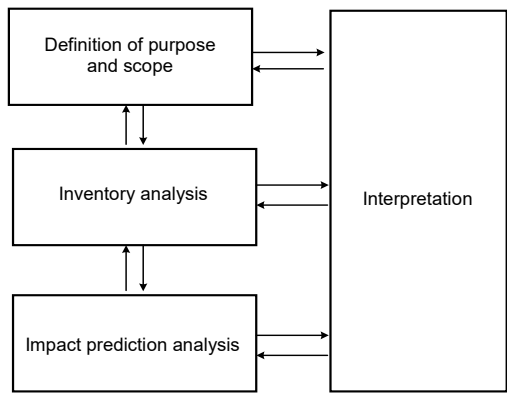 Definition of purpose
and scope
Inventory analysis
Interpretation
Impact prediction analysis